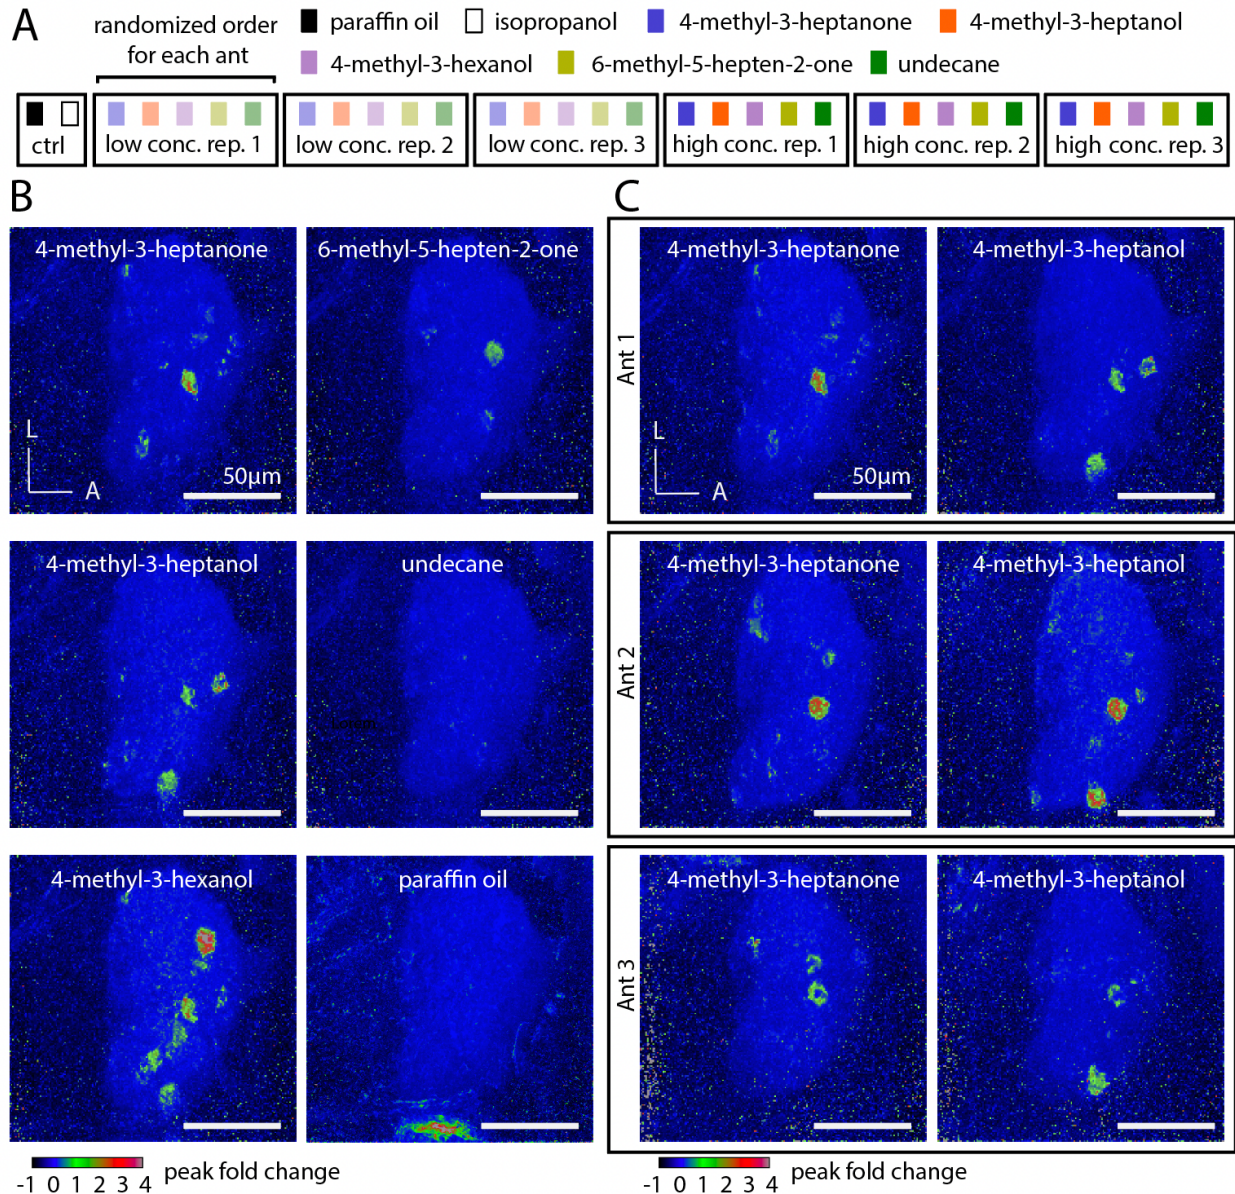 A
randomized order
for each ant
paraffin oil isopropanol 4-methyl-3-heptanone 4-methyl-3-heptanol
4-methyl-3-hexanol 6-methyl-5-hepten-2-one undecane
ctrl low conc. rep. 1 low conc. rep. 2 low conc. rep. 3 high conc. rep. 1 high conc. rep. 2 high conc. rep. 3
B
4-methyl-3-heptanone 6-methyl-5-hepten-2-one
L
A 50µm
4-methyl-3-heptanol undecane
4-methyl-3-hexanol paraffin oil
-1 0 1 2 3 4 peak fold change
C
Ant 1
4-methyl-3-heptanone 4-methyl-3-heptanol
L
A 50µm
Ant 2
4-methyl-3-heptanone 4-methyl-3-heptanol
Ant 3
4-methyl-3-heptanone 4-methyl-3-heptanol
-1 0 1 2 3 4 peak fold change